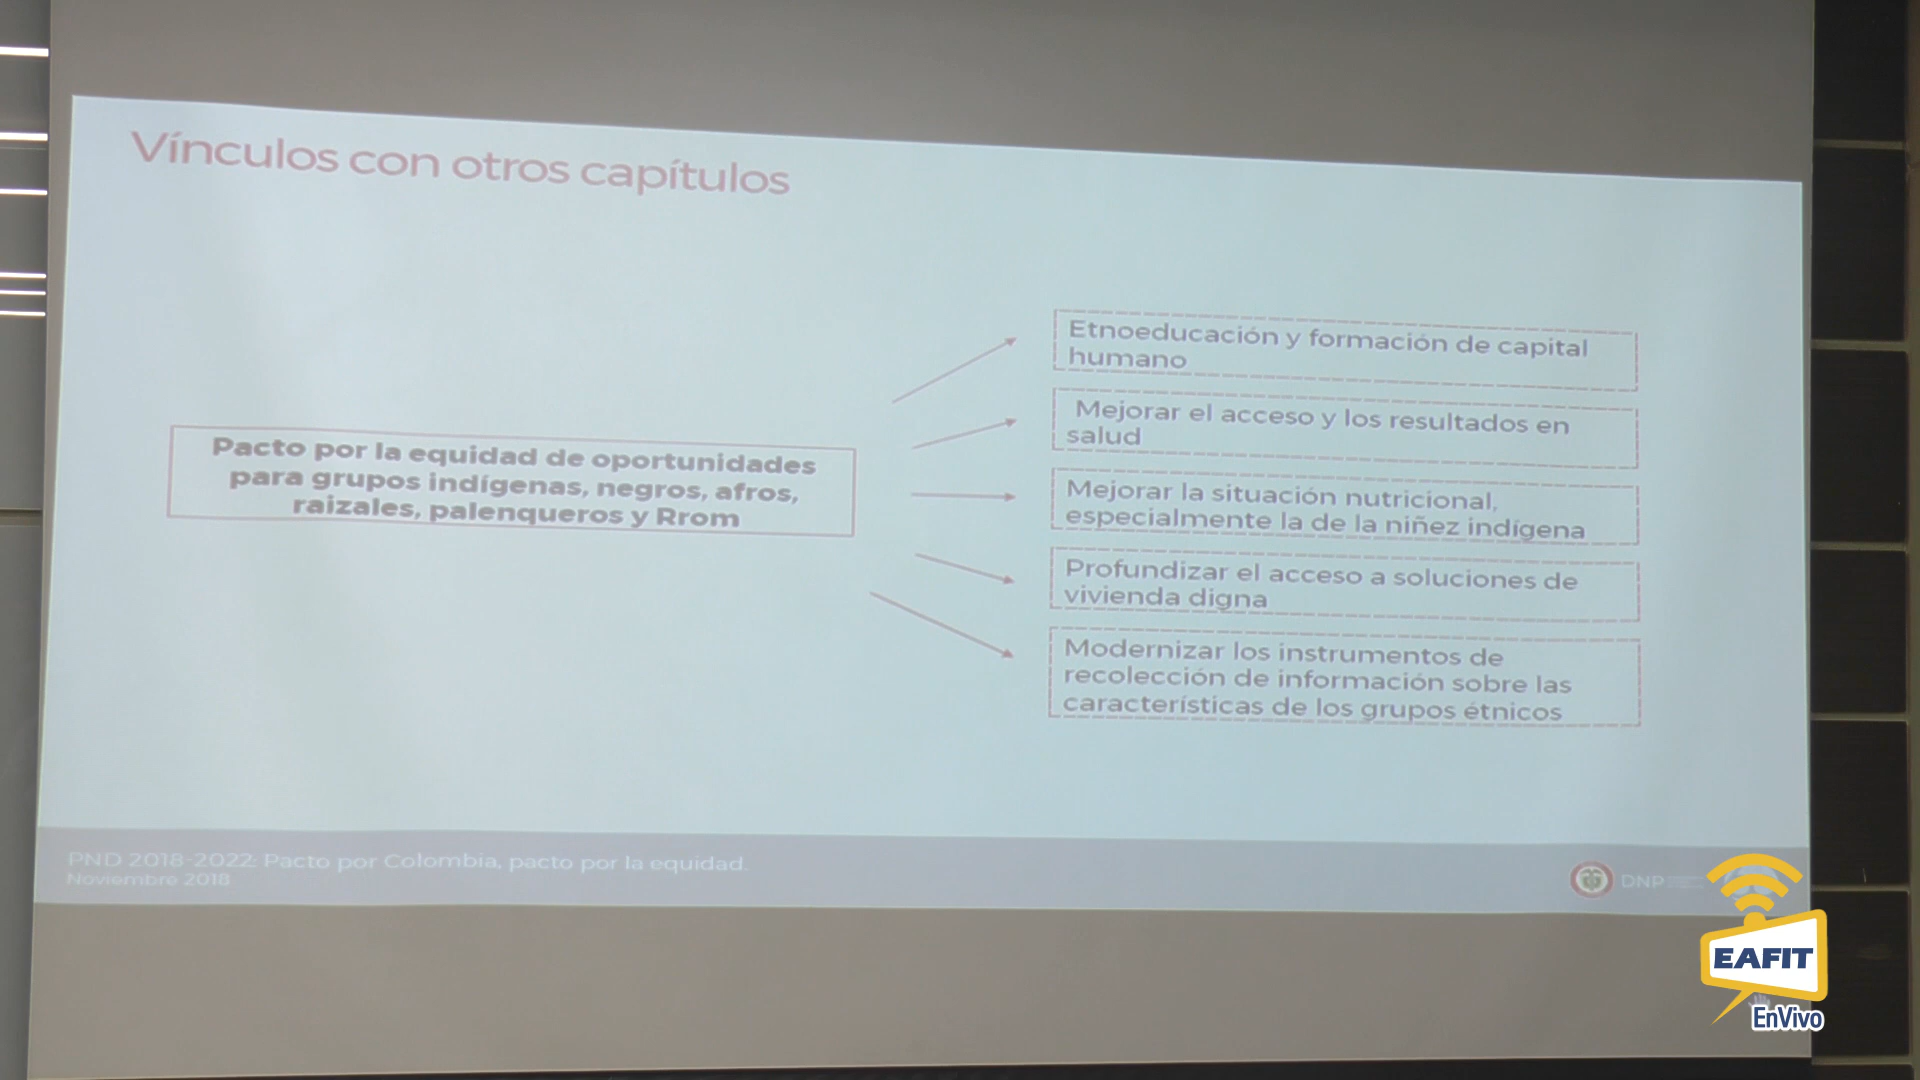 Vínculos con otros capítulos
Pacto por la equidad de oportunidades
para grupos indígenas, negros, afros,
raizales, palenqueros y Rrom
Etnoeducación y formación de capital
humano
Mejorar el acceso y los resultados en
salud
Mejorar la situación nutricional,
especialmente la de la niñez indígena
Profundizar el acceso a soluciones de
vivienda digna
Modernizar los instrumentos de
recolección de información sobre las
características de los grupos étnicos
PND 2018-2022: Pacto por Colombia, pacto por la equidad.
Noviembre 2018
DNP
EAFIT
EnVivo